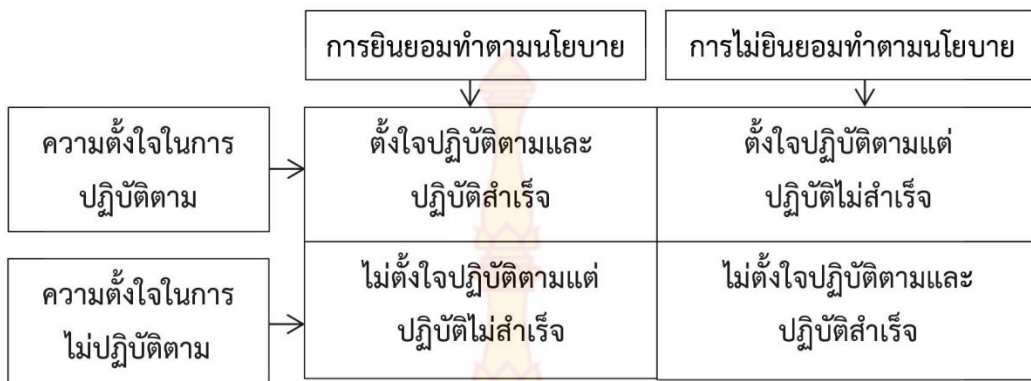 การยินยอมทำตามนโยบาย
การไม่ยินยอมทำตามนโยบาย
ความตั้งใจในการ
ปฏิบัติตาม
ตั้งใจปฏิบัติตามและ
ปฏิบัติสำเร็จ
ตั้งใจปฏิบัติตามแต่
ปฏิบัติไม่สำเร็จ
ความตั้งใจในการ
ไม่ปฏิบัติตาม
ไม่ตั้งใจปฏิบัติตามแต่
ปฏิบัติไม่สำเร็จ
ไม่ตั้งใจปฏิบัติตามและ
ปฏิบัติสำเร็จ